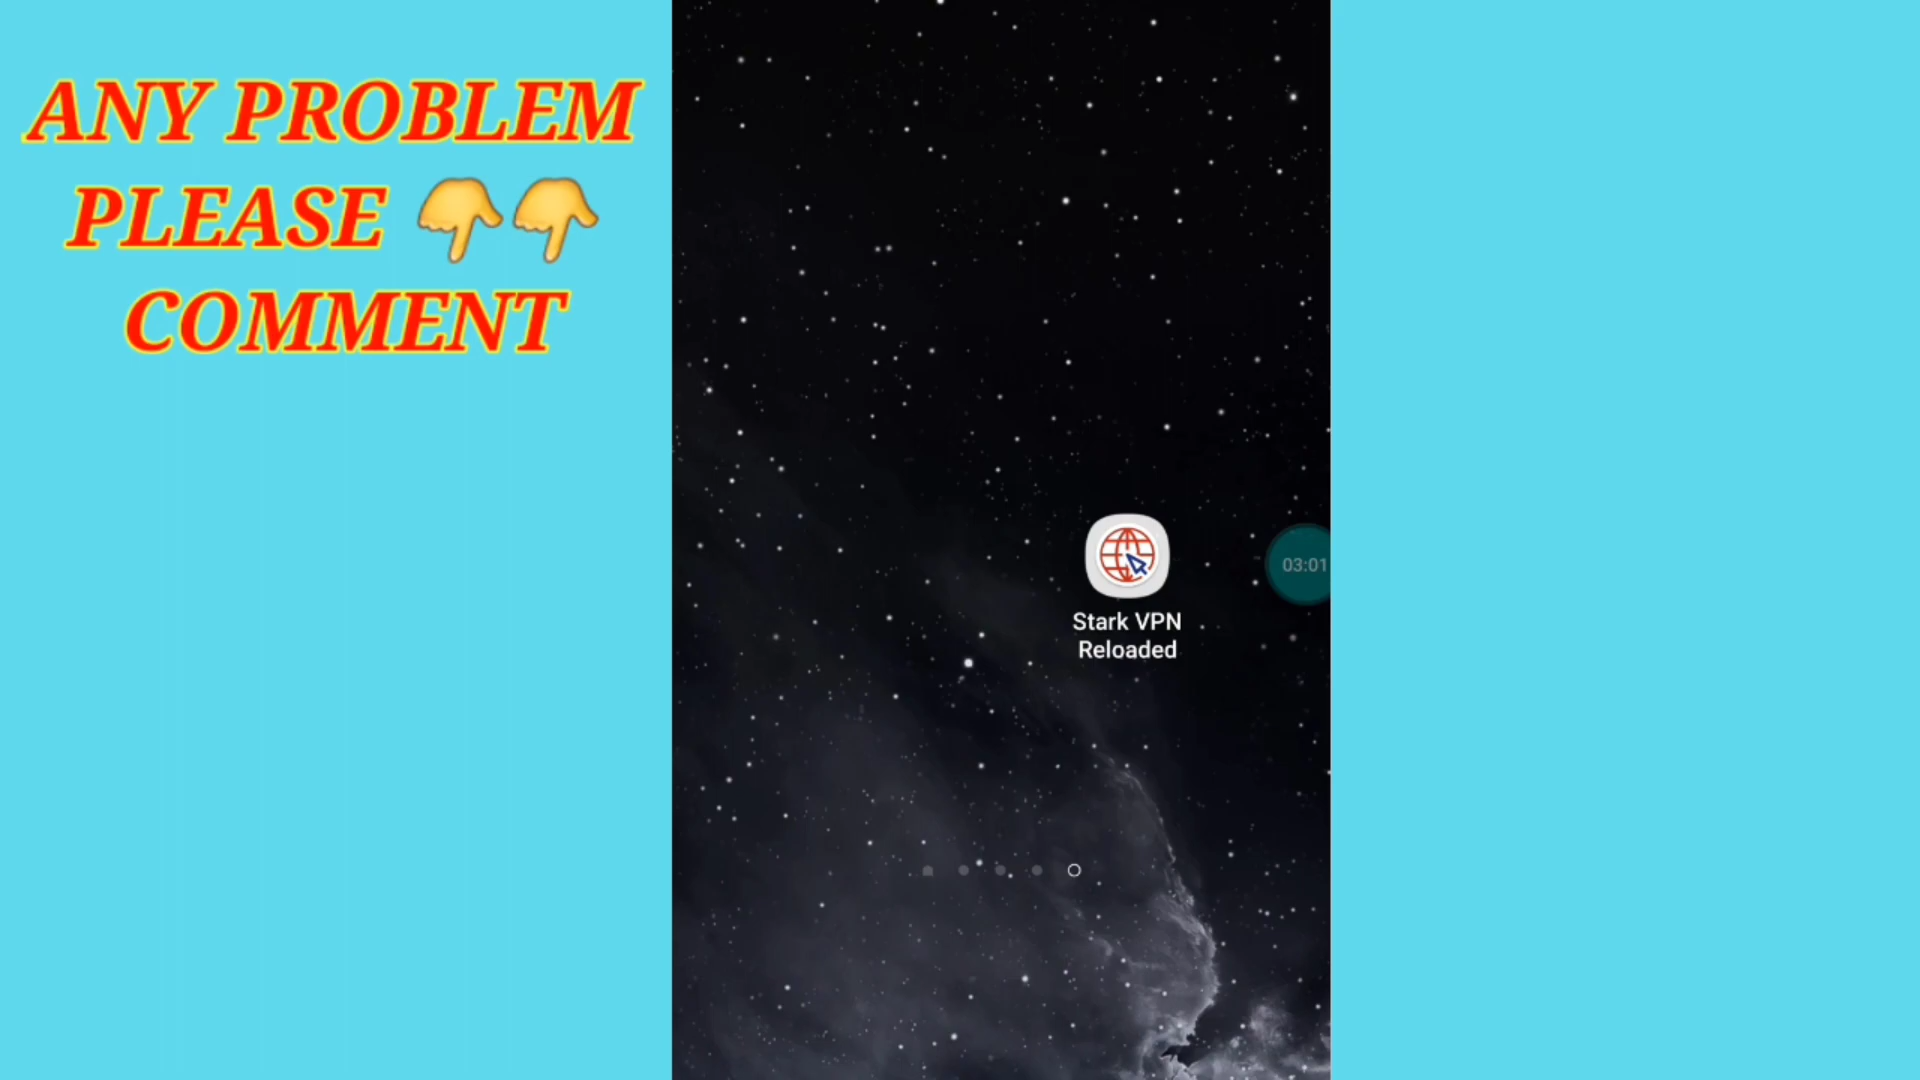 ANY PROBLEM
PLEASE 👇👇
COMMENT
Stark VPN
Reloaded
03:01